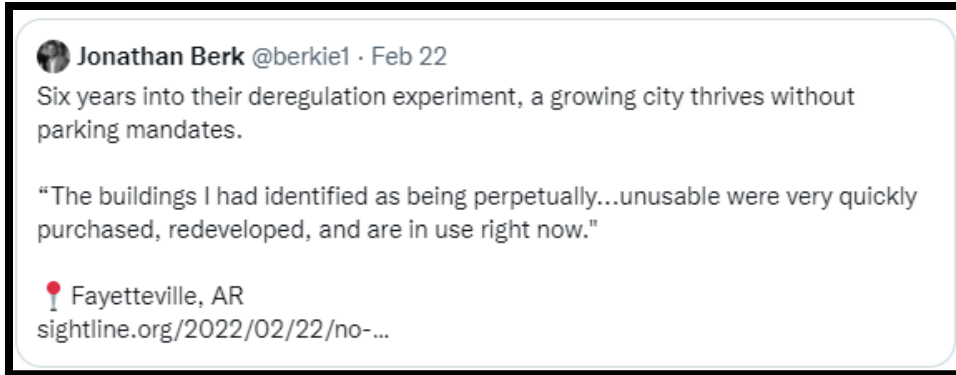 Jonathan Berk @berkie1 · Feb 22
Six years into their deregulation experiment, a growing city thrives without
parking mandates.
“The buildings I had identified as being perpetually...unusable were very quickly
purchased, redeveloped, and are in use right now."
📍 Fayetteville, AR
sightline.org/2022/02/22/no-...